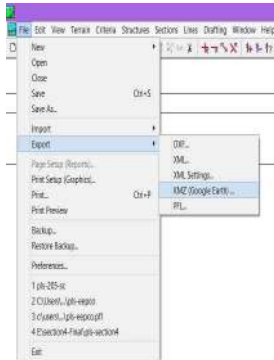 File Edit View Terrain Criteria Structures Sections Lines Drafting Window Help
New
Open
Close
Save Ctrl+S
Save As...
Import
Export
DXF...
XML...
XML Settings...
KMZ (Google Earth)...
PFL...
Page Setup (Reports)...
Print Setup (Graphics)...
Print... Ctrl+P
Print Preview
Backup...
Restore Backup...
Preferences...
1 pls-205-sc
Exit